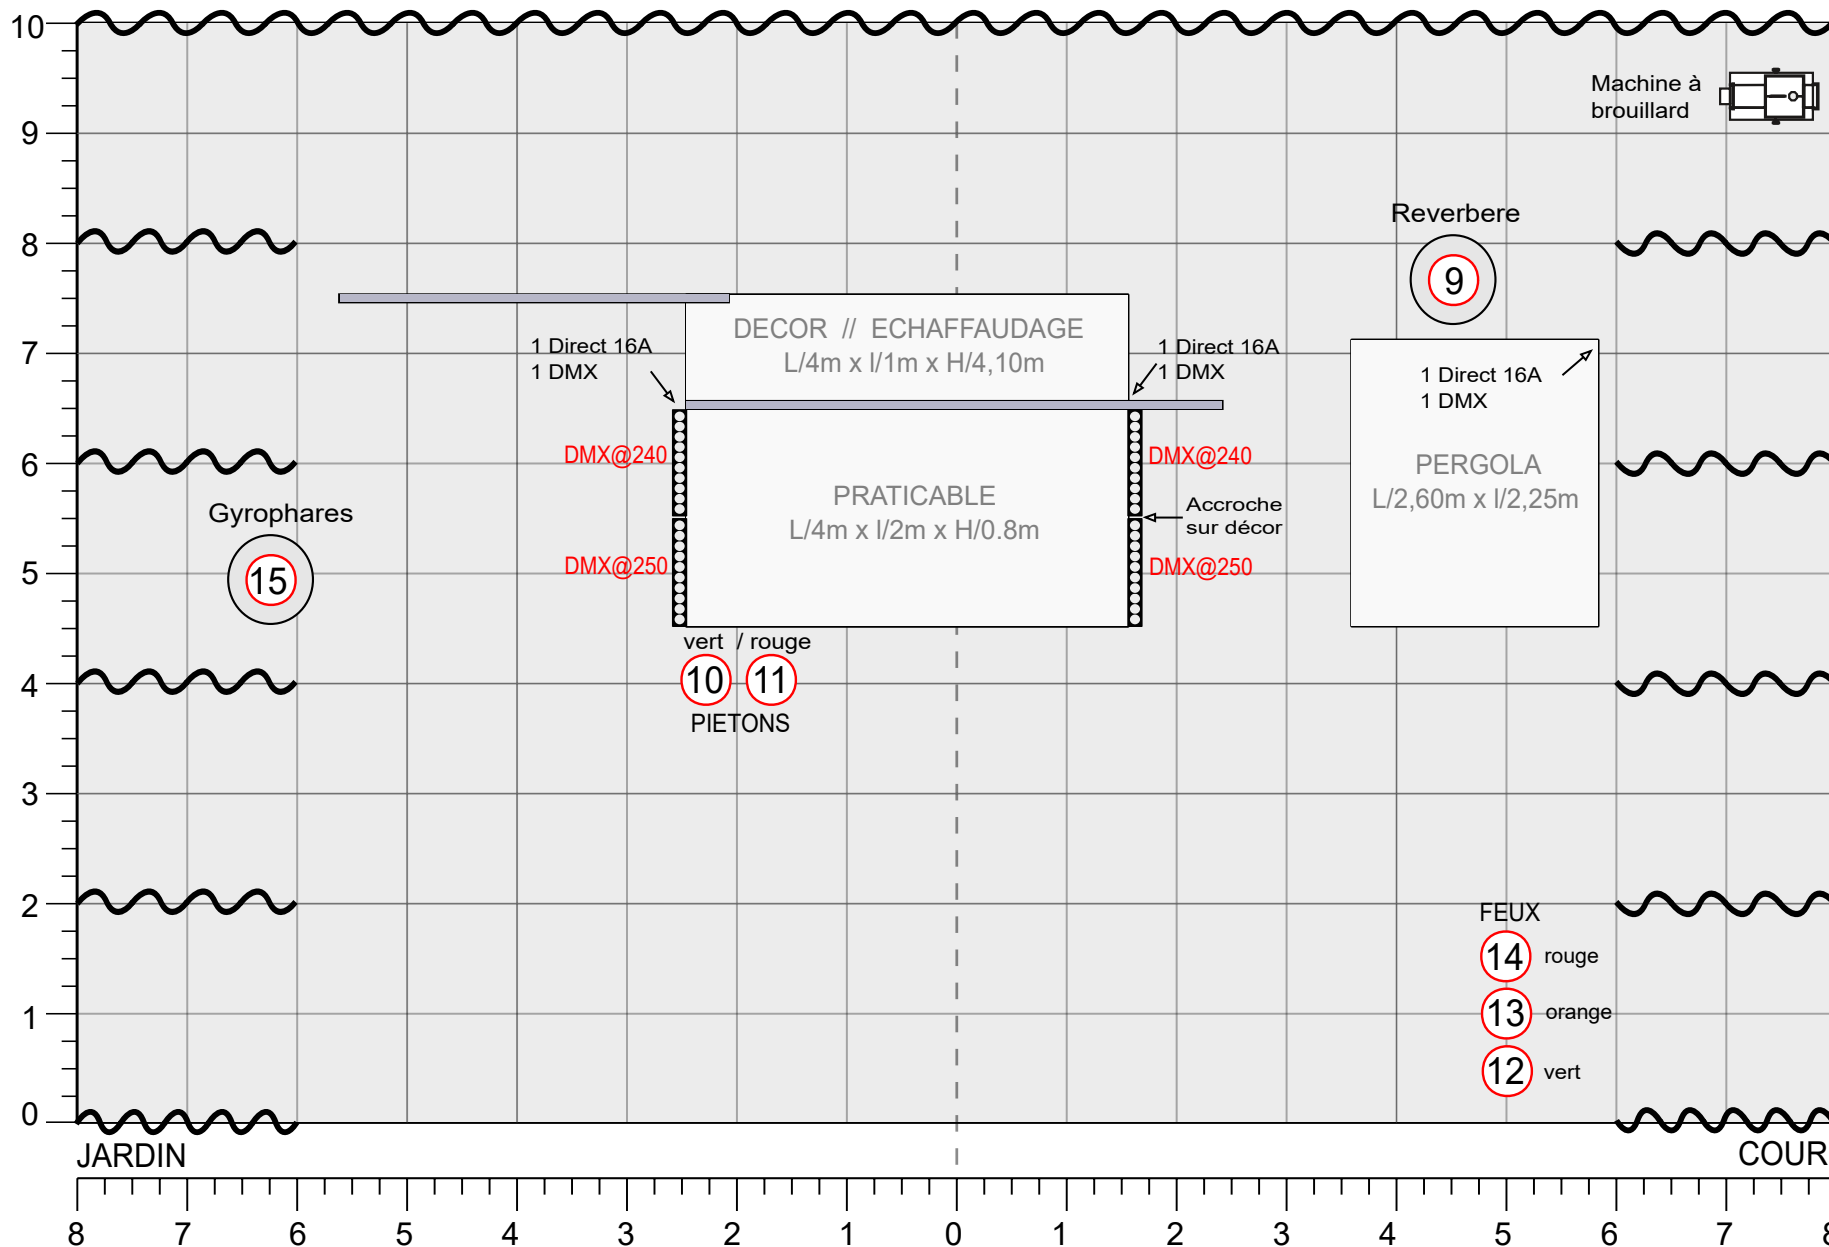 10
Machine à
brouillard
9
Reverbere
8
9
DECOR // ECHAFFAUDAGE
L/4m x l/1m x H/4,10m
1 Direct 16A
1 DMX
1 Direct 16A
1 DMX
7
1 Direct 16A
1 DMX
DMX@240
DMX@240
6
PERGOLA
L/2,60m x l/2,25m
PRATICABLE
L/4m x l/2m x H/0.8m
Accroche
sur décor
Gyrophares
15
5
DMX@250
DMX@250
vert / rouge
10 11
PIETONS
4
3
2
FEUX
14 rouge
1
13 orange
12 vert
0
JARDIN
COUR
8 7 6 5 4 3 2 1 0 1 2 3 4 5 6 7 8